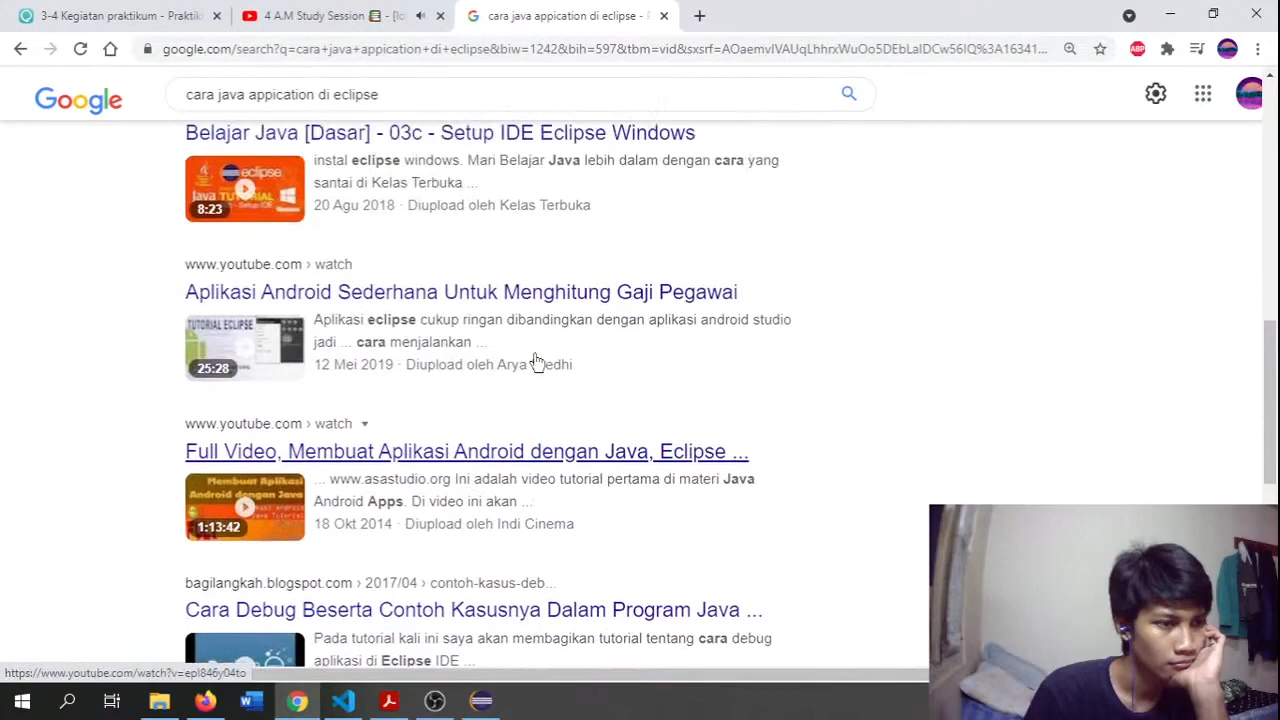 3-4 Kegiatan praktikum - Praktik
4 A.M Study Session
cara java appication di eclipse -
google.com/search?q=cara+java+appication+di+eclipse&biw=1242&bih=597&tbm=vid&sxsrf=AOaemvIVAUqLhhrxWuOo5DEbLaIDCw56IQ%3A16341...
ABP
Google
cara java appication di eclipse
Belajar Java [Dasar] - 03c - Setup IDE Eclipse Windows
instal eclipse windows. Mari Belajar Java lebih dalam dengan cara yang
santai di Kelas Terbuka ...
8:23
20 Agu 2018 · Diupload oleh Kelas Terbuka
www.youtube.com › watch
Aplikasi Android Sederhana Untuk Menghitung Gaji Pegawai
TUTORIAL ECLIPSE
Aplikasi eclipse cukup ringan dibandingkan dengan aplikasi android studio
jadi ... cara menjalankan ...
25:28
12 Mei 2019 · Diupload oleh Arya
www.youtube.com › watch
Full Video, Membuat Aplikasi Android dengan Java, Eclipse ...
Membuat Aplikasi
Android dengan Java
... www.asastudio.org Ini adalah video tutorial pertama di materi Java
Android Apps. Di video ini akan ...
1:13:42
18 Okt 2014 · Diupload oleh Indi Cinema
bagilangkah.blogspot.com › 2017/04 › contoh-kasus-deb...
Cara Debug Beserta Contoh Kasusnya Dalam Program Java ...
Pada tutorial kali ini saya akan membagikan tutorial tentang cara debug
aplikasi di Eclipse IDE ...
https://www.youtube.com/watch?v=epI846y04to